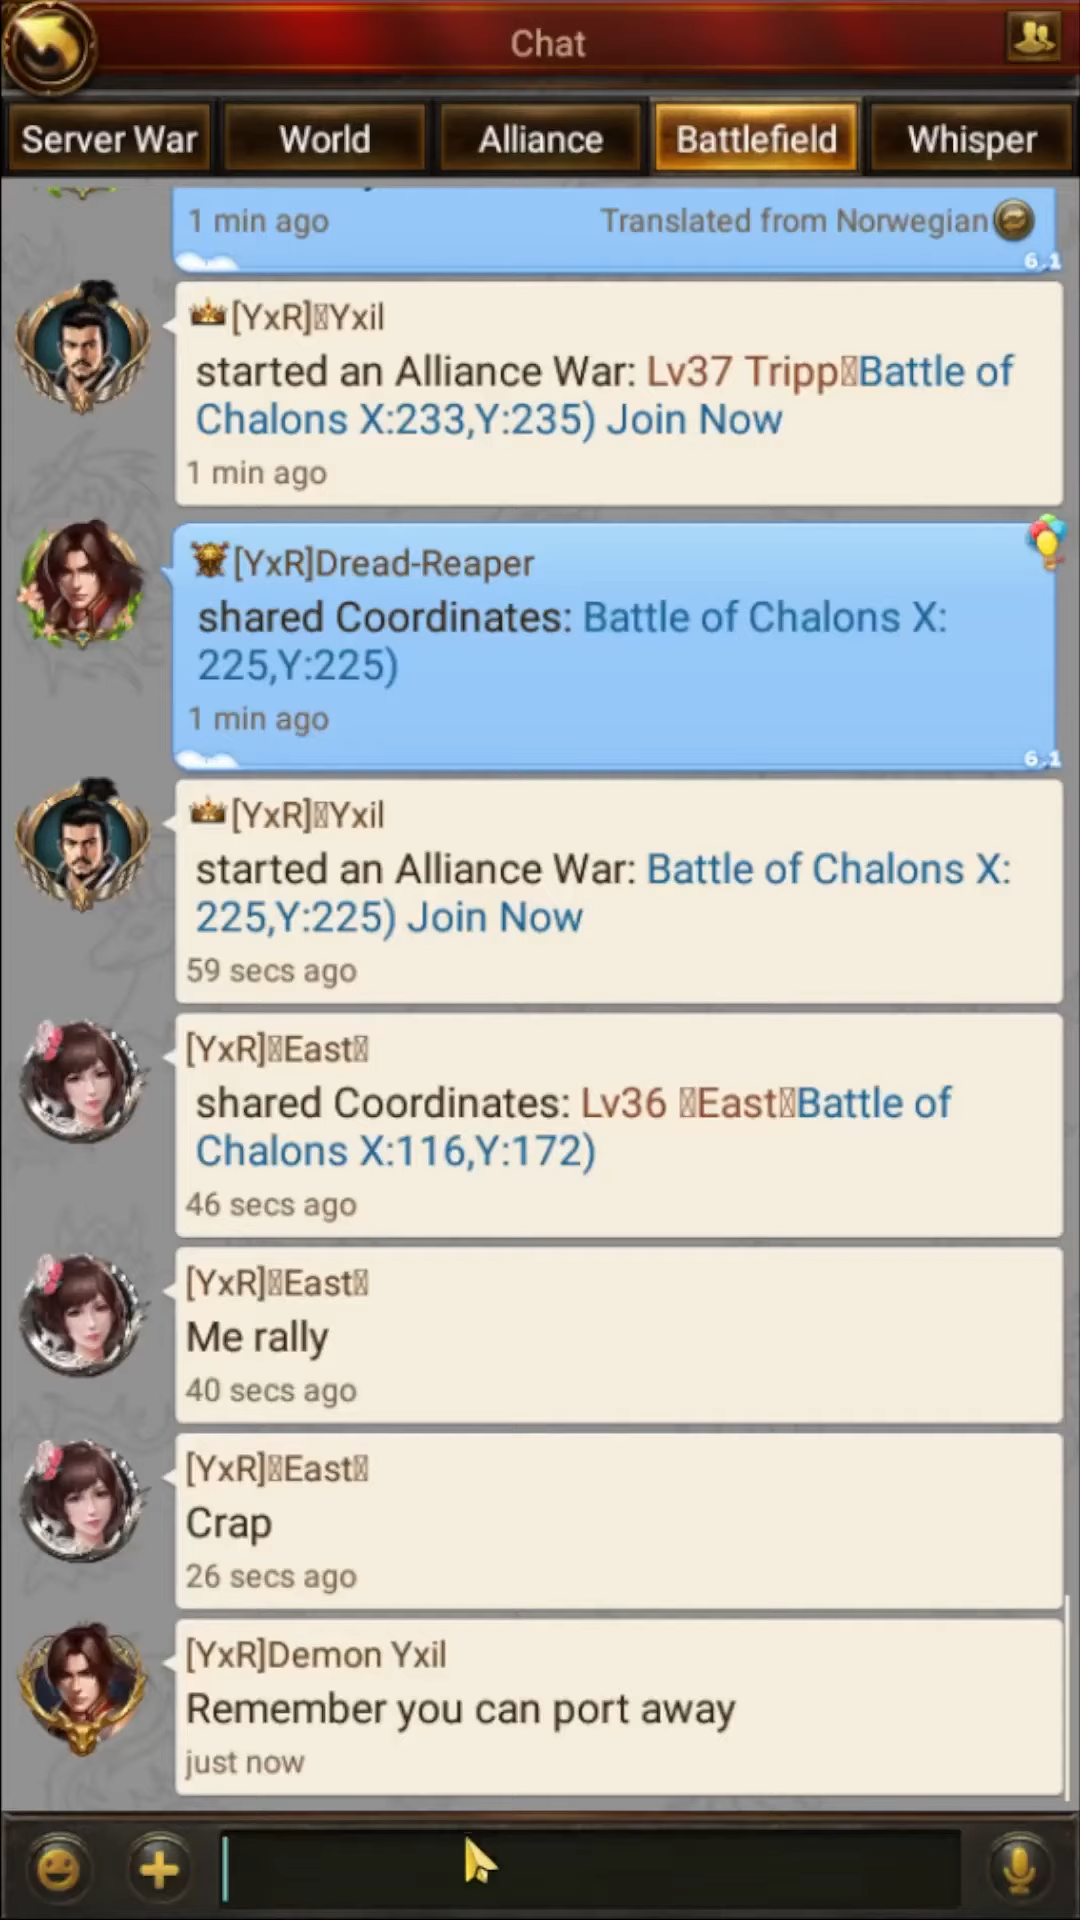 Chat
Server War
World
Alliance
Battlefield
Whisper
1 min ago
Translated from Norwegian
6.1
[YxR]Yxil
started an Alliance War: Lv37 Tripp Battle of
Chalons X:233,Y:235) Join Now
1 min ago
[YxR]Dread-Reaper
shared Coordinates: Battle of Chalons X:
225,Y:225)
1 min ago
6.1
[YxR]Yxil
started an Alliance War: Battle of Chalons X:
225,Y:225) Join Now
59 secs ago
[YxR]East
shared Coordinates: Lv36 East Battle of
Chalons X:116,Y:172)
46 secs ago
[YxR]East
Me rally
40 secs ago
[YxR]East
Crap
26 secs ago
[YxR]Demon Yxil
Remember you can port away
just now